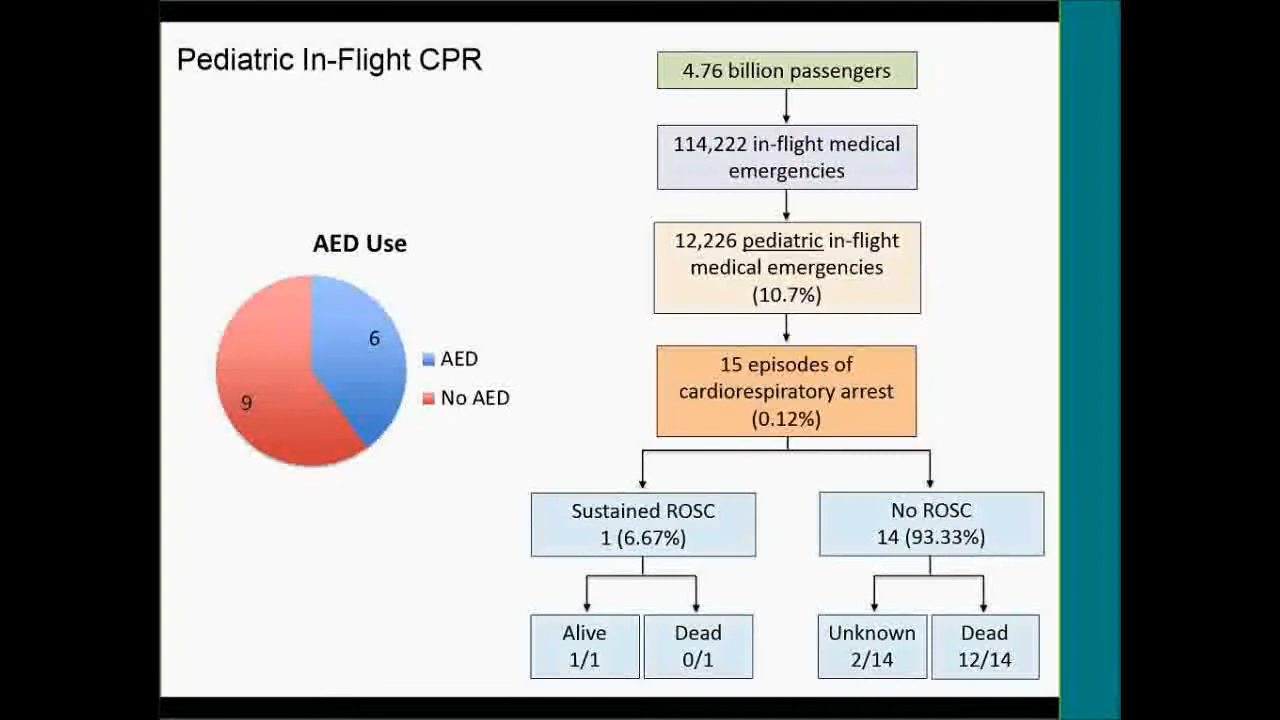 Pediatric In-Flight CPR
4.76 billion passengers
114,222 in-flight medical
emergencies
12,226 pediatric in-flight
medical emergencies
(10.7%)
15 episodes of
cardiorespiratory arrest
(0.12%)
Sustained ROSC
1 (6.67%)
No ROSC
14 (93.33%)
Alive
1/1
Dead
0/1
Unknown
2/14
Dead
12/14
AED Use
6
9
AED
No AED